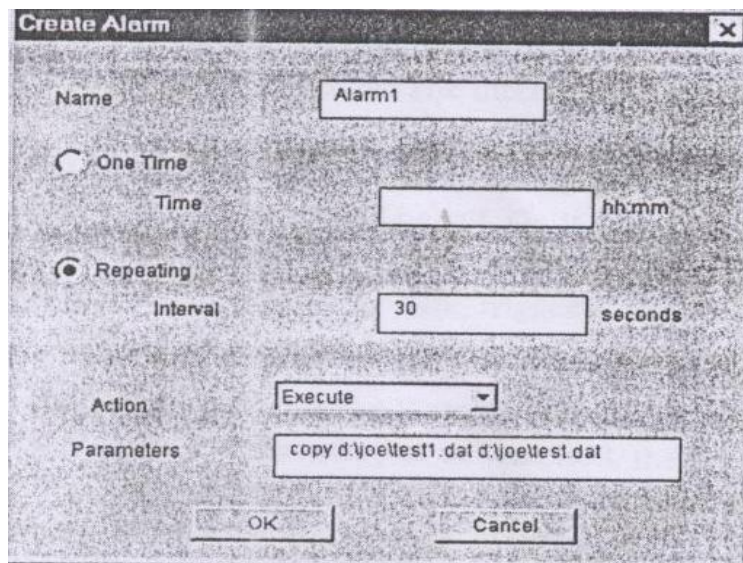 Create Alarm
Name Alarm1
One Time
Time hh:mm
Repeating
Interval 30 seconds
Action Execute
Parameters copy d:\joe\test1.dat d:\joe\test.dat
OK Cancel